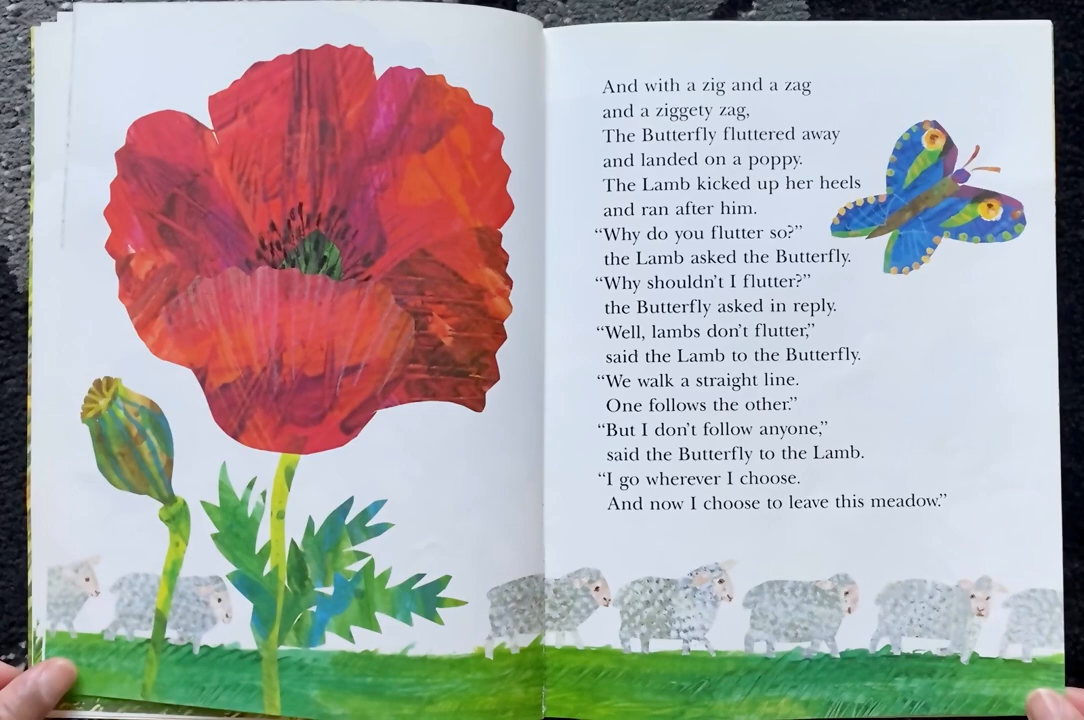 And with a zig and a zag
and a ziggety zag,
The Butterfly fluttered away
and landed on a poppy.
The Lamb kicked up her heels
and ran after him.
“Why do you flutter so?”
the Lamb asked the Butterfly.
“Why shouldn’t I flutter?”
the Butterfly asked in reply.
“Well, lambs don’t flutter,”
said the Lamb to the Butterfly.
“We walk a straight line.
One follows the other.”
“But I don’t follow anyone,”
said the Butterfly to the Lamb.
“I go wherever I choose.
And now I choose to leave this meadow.”